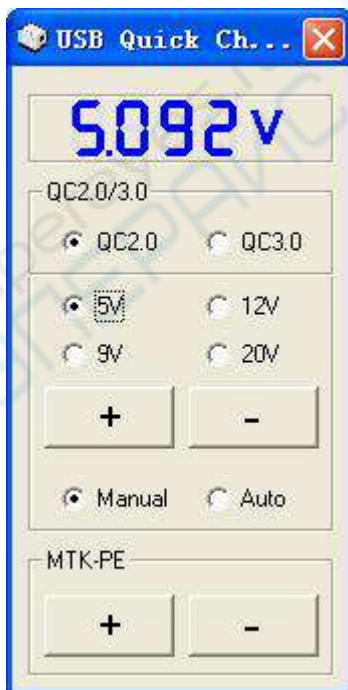 USB Quick Ch...
5.092 V
QC2.0/3.0
QC2.0 QC3.0
5V 12V
9V 20V
+ -
Manual Auto
MTK-PE
+ -